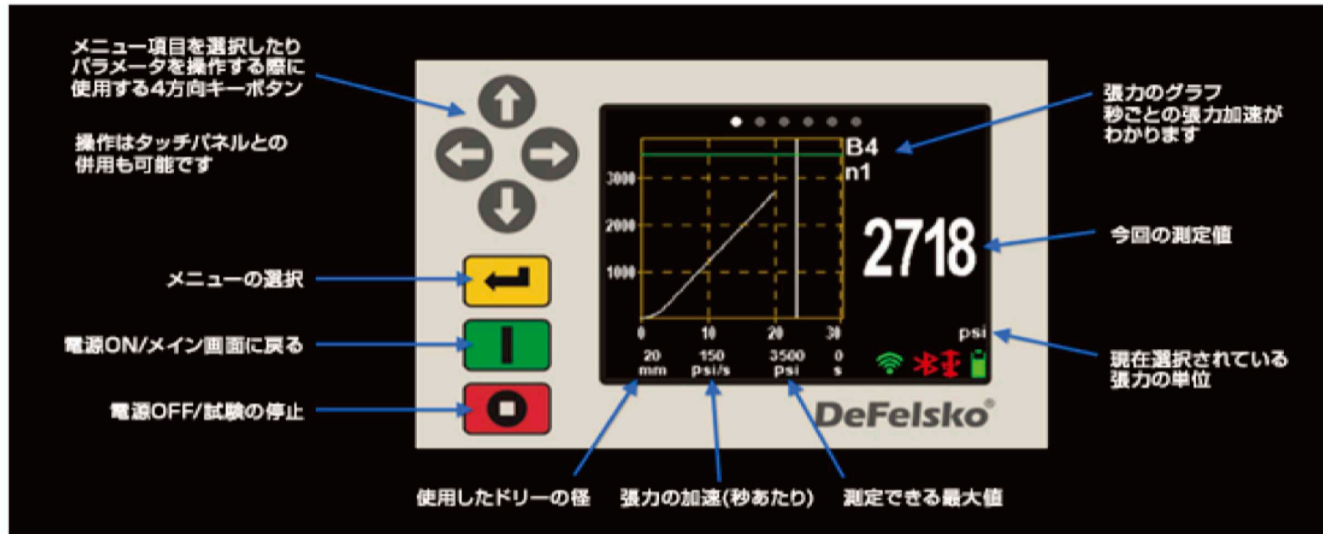 メニュー項目を選択したり
パラメータを操作する際に
使用する4方向キーボタン
操作はタッチパネルとの
併用も可能です
メニューの選択
電源ON/メイン画面に戻る
電源OFF/試験の停止
B4
n1
3000
2000
1000
0
10
20
30
2718
psi
20
mm
150
psi/s
3500
psi
0
s
DeFelsko®
張力のグラフ
秒ごとの張力加速が
わかります
今回の測定値
現在選択されている
張力の単位
使用したドリーの径
張力の加速(秒あたり)
測定できる最大値